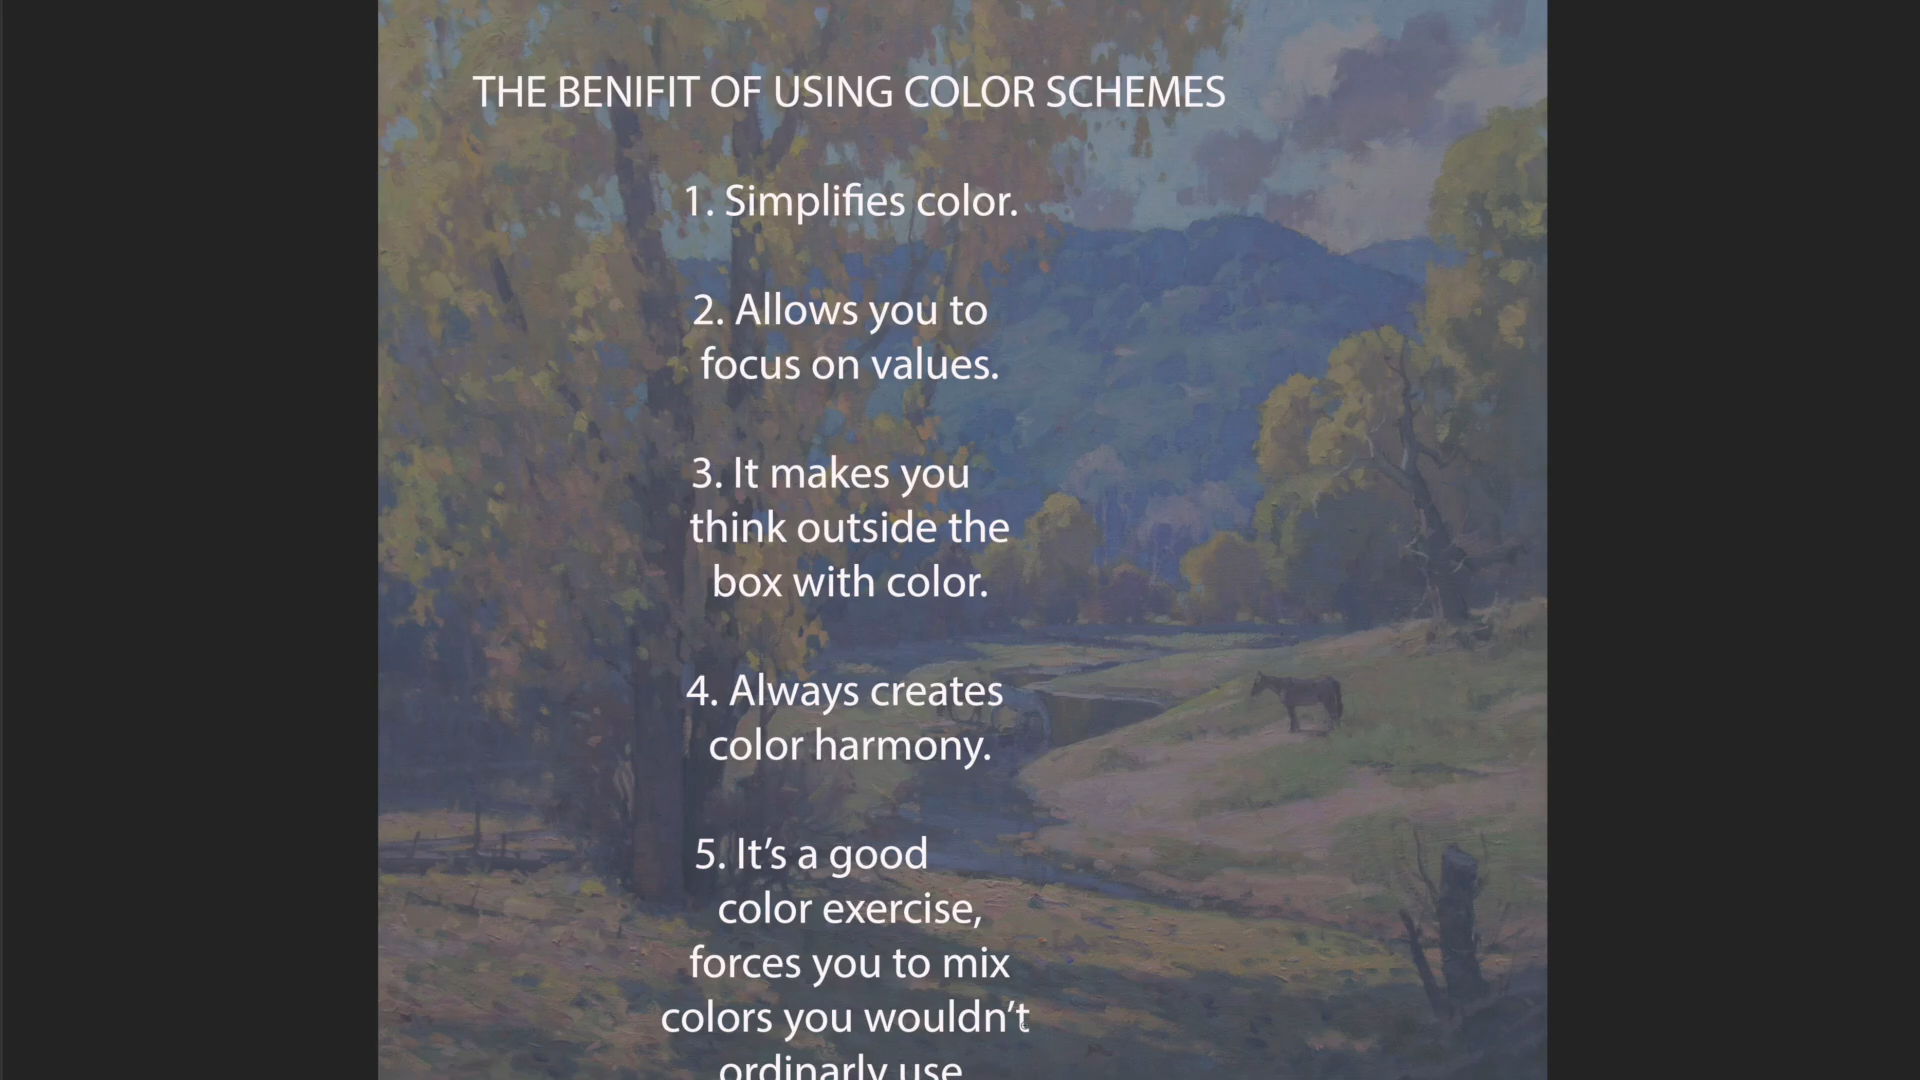 THE BENIFIT OF USING COLOR SCHEMES
1. Simplifies color.
2. Allows you to
focus on values.
3. It makes you
think outside the
box with color.
4. Always creates
color harmony.
5. It’s a good
color exercise,
forces you to mix
colors you wouldn’t
ordinarly use